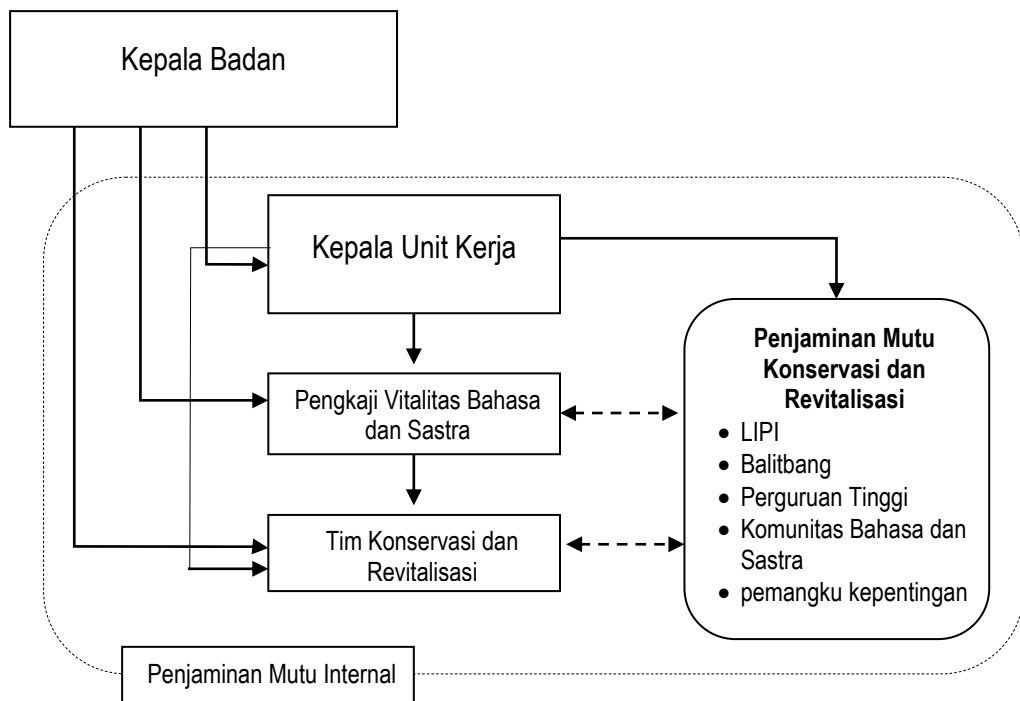 Kepala Badan
Kepala Unit Kerja
Pengkaji Vitalitas Bahasa
dan Sastra
Tim Konservasi dan
Revitalisasi
Penjaminan Mutu
Konservasi dan
Revitalisasi
• LIPI
• Balitbang
• Perguruan Tinggi
• Komunitas Bahasa dan
Sastra
• pemangku kepentingan
Penjaminan Mutu Internal